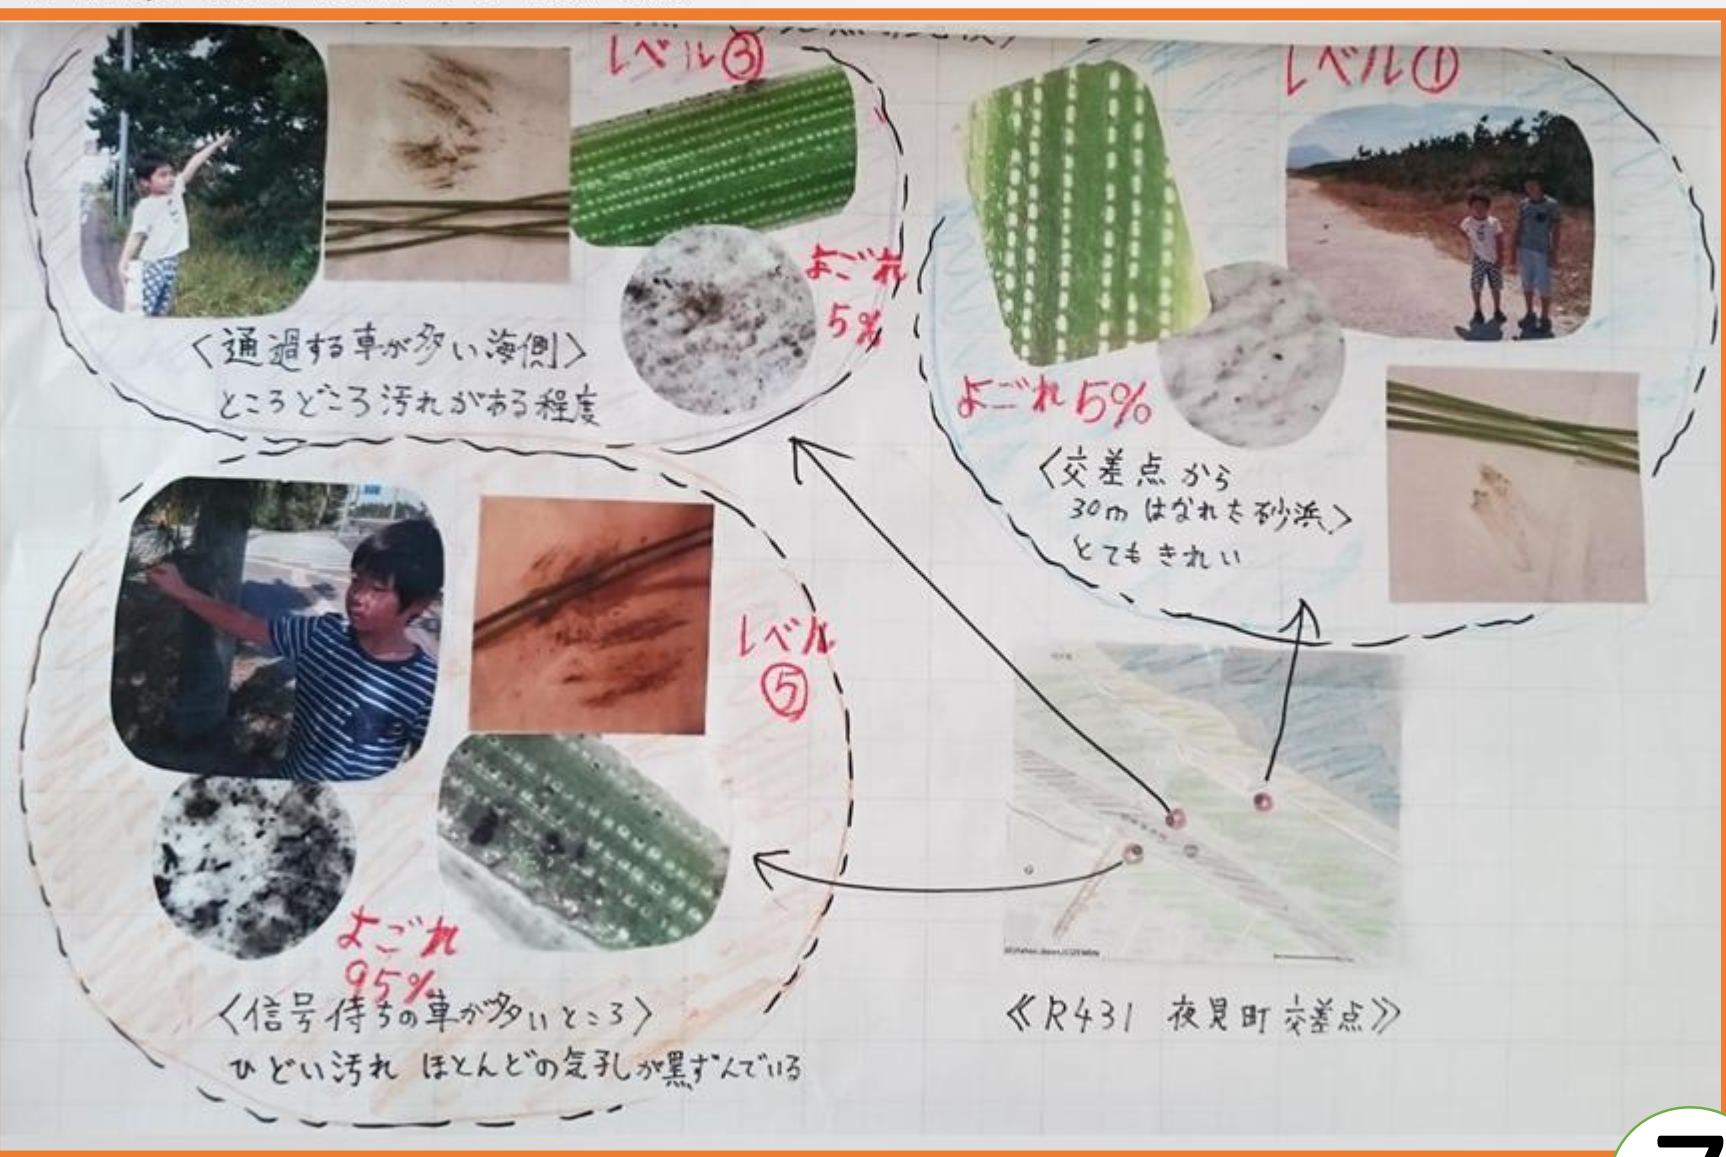 レベル③
よごれ
5%
<通過する車が多い海側>
ところどころ汚れがある程度
レベル①
よごれ5%
<交差点から
30mはなれた砂浜>
とてもきれい
レベル
⑤
よごれ
95%
<信号待ちの車が多いところ>
ひどい汚れ ほとんどの気孔が黒ずんでいる
≪R431 夜見町交差点≫
7